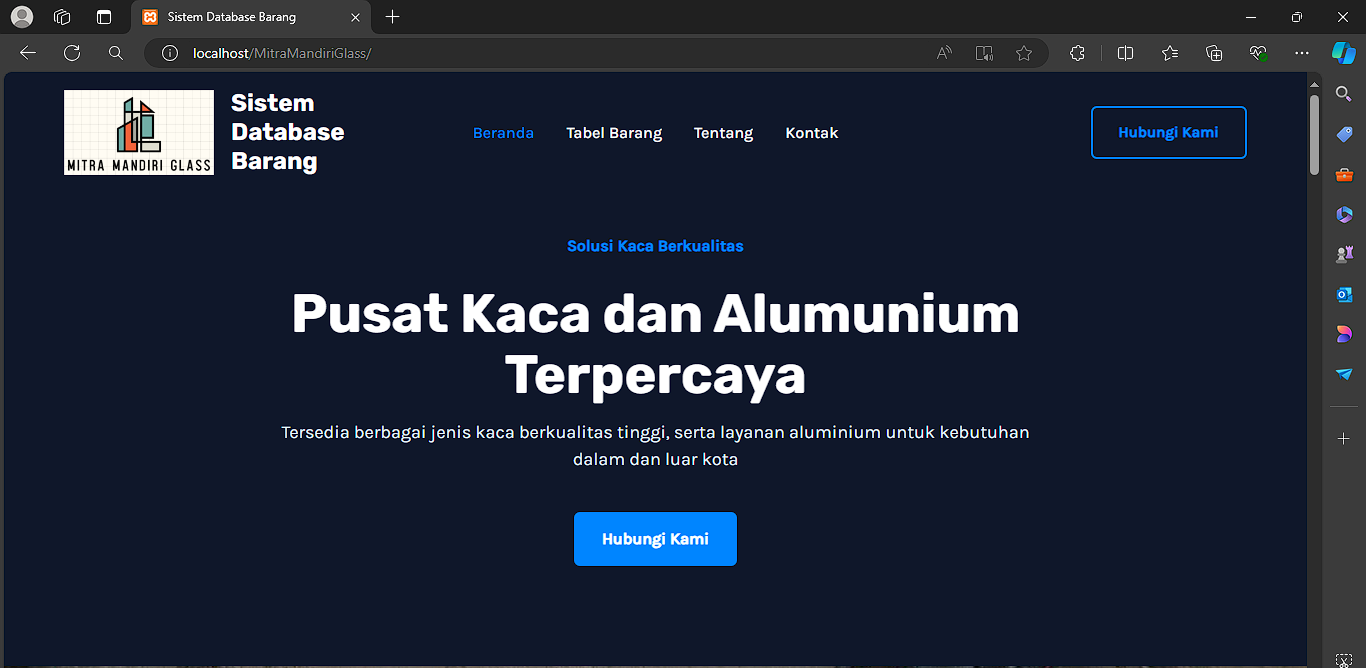 Sistem Database Barang
localhost/MitraMandiriGlass/
MITRA MANDIRI GLASS
Sistem
Database
Barang
Beranda
Tabel Barang
Tentang
Kontak
Hubungi Kami
Solusi Kaca Berkualitas
Pusat Kaca dan Alumunium
Terpercaya
Tersedia berbagai jenis kaca berkualitas tinggi, serta layanan aluminium untuk kebutuhan
dalam dan luar kota
Hubungi Kami